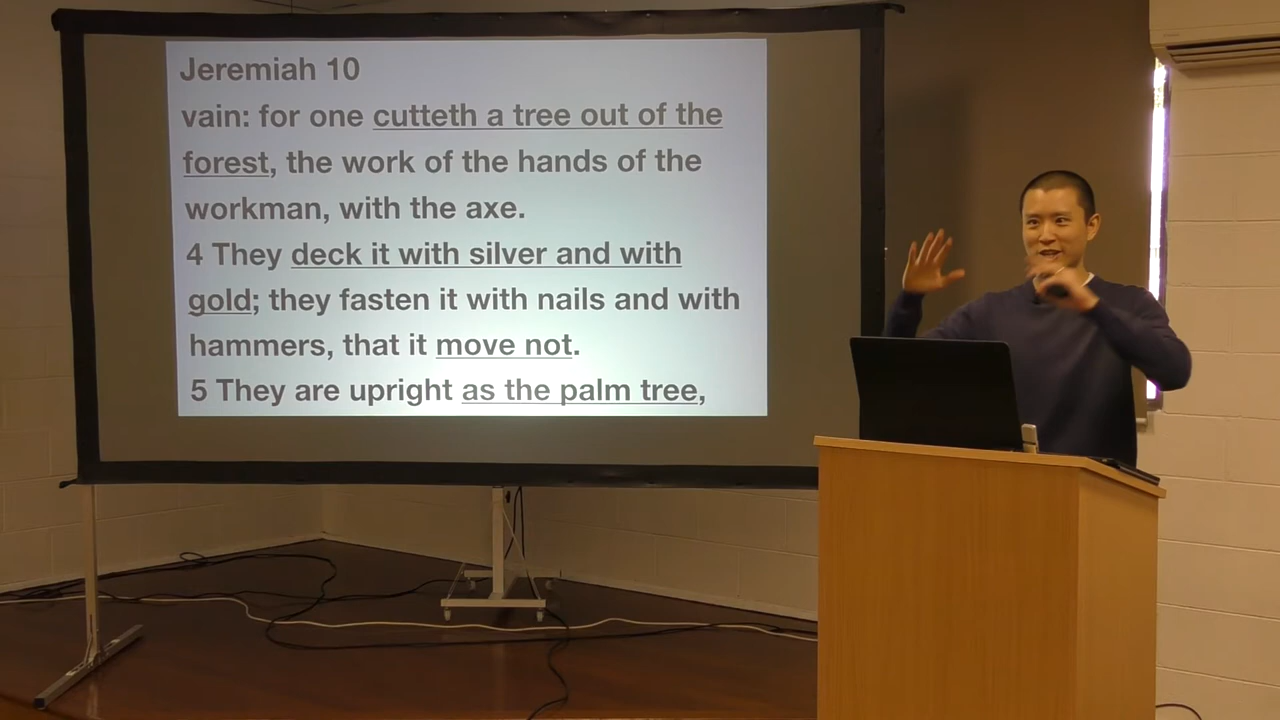 Jeremiah 10
vain: for one cutteth a tree out of the
forest, the work of the hands of the
workman, with the axe.
4 They deck it with silver and with
gold; they fasten it with nails and with
hammers, that it move not.
5 They are upright as the palm tree,